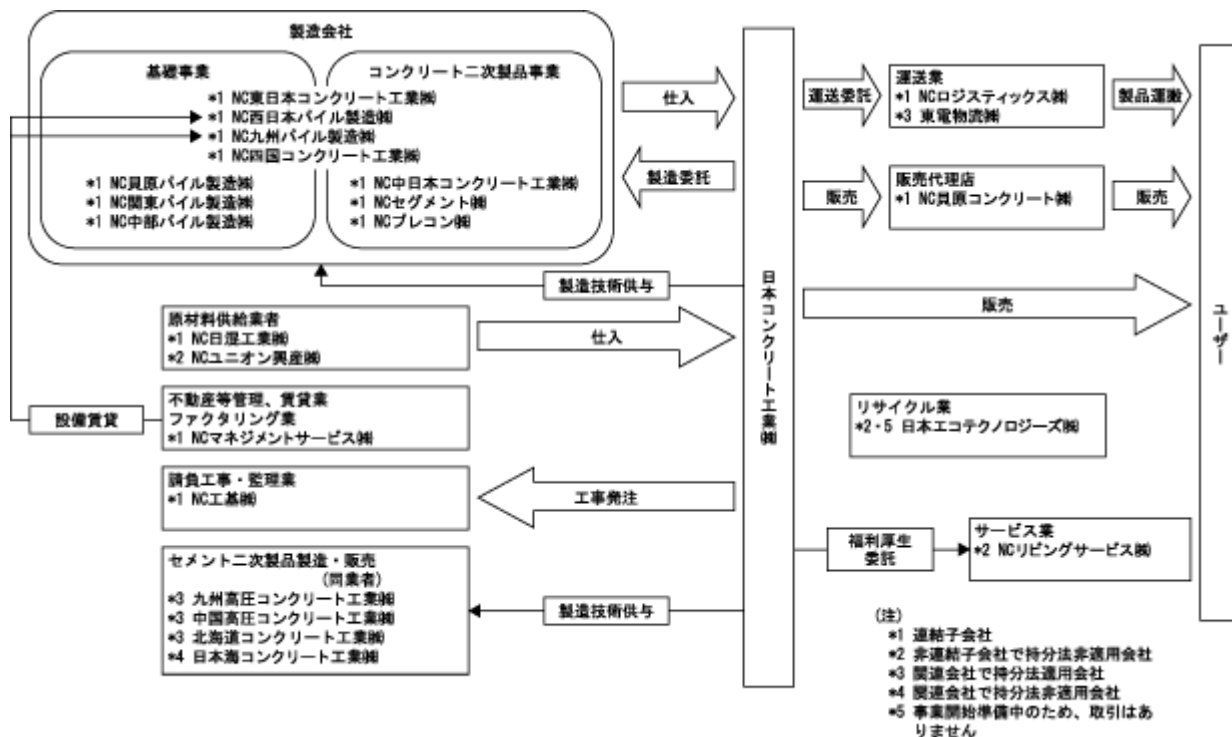 製造会社
基礎事業
コンクリート二次製品事業
*1 NC東日本コンクリート工業㈱
*1 NC西日本パイル製造㈱
*1 NC九州パイル製造㈱
*1 NC四国コンクリート工業㈱
*1 NC貝原パイル製造㈱
*1 NC関東パイル製造㈱
*1 NC中部パイル製造㈱
*1 NC中日本コンクリート工業㈱
*1 NCセグメント㈱
*1 NCプレコン㈱
仕入
製造委託
製造技術供与
原材料供給業者
*1 NC日混工業㈱
*2 NCユニオン興産㈱
仕入
設備賃貸
不動産等管理、賃貸業
ファクタリング業
*1 NCマネジメントサービス㈱
請負工事・監理業
*1 NC工基㈱
工事発注
セメント二次製品製造・販売
(同業者)
*3 九州高圧コンクリート工業㈱
*3 中国高圧コンクリート工業㈱
*3 北海道コンクリート工業㈱
*4 日本海コンクリート工業㈱
製造技術供与
日本コンクリート工業㈱
運送委託
運送業
*1 NCロジスティックス㈱
*3 東電物流㈱
製品運搬
販売
販売代理店
*1 NC貝原コンクリート㈱
販売
販売
リサイクル業
*2・5 日本エコテクノロジーズ㈱
福利厚生
委託
サービス業
*2 NCリビングサービス㈱
ユーザー
(注)
*1 連結子会社
*2 非連結子会社で持分法非適用会社
*3 関連会社で持分法適用会社
*4 関連会社で持分法非適用会社
*5 事業開始準備中のため、取引はあ
りません